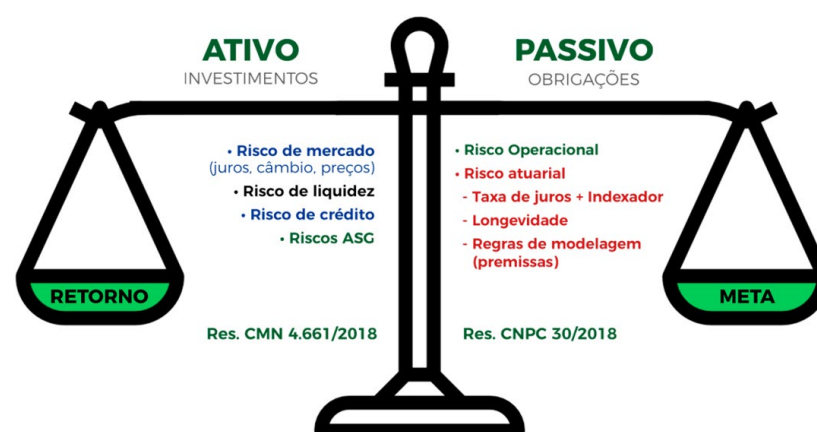 ATIVO
INVESTIMENTOS
• Risco de mercado
(juros, câmbio, preços)
• Risco de liquidez
• Risco de crédito
• Riscos ASG
RETORNO
Res. CMN 4.661/2018
PASSIVO
OBRIGAÇÕES
• Risco Operacional
• Risco atuarial
- Taxa de juros + Indexador
- Longevidade
- Regras de modelagem
(premissas)
META
Res. CNPC 30/2018